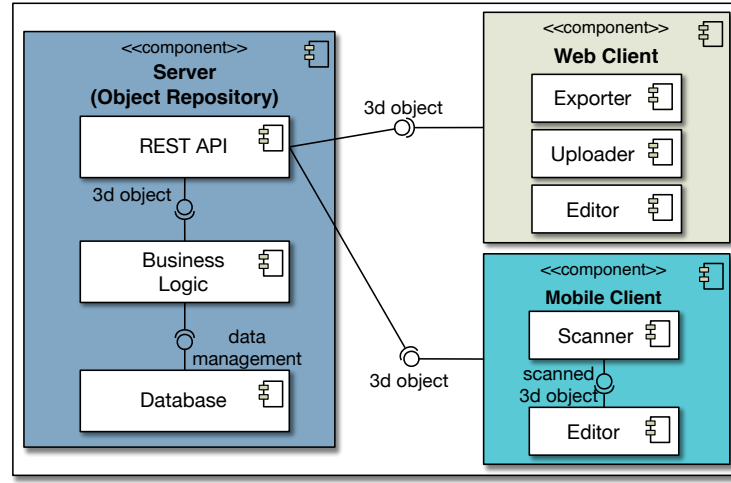 <<component>>
Server
(Object Repository)
REST API
3d object
Business
Logic
data
management
Database
3d object
3d object
<<component>>
Web Client
Exporter
Uploader
Editor
<<component>>
Mobile Client
Scanner
scanned
3d object
Editor